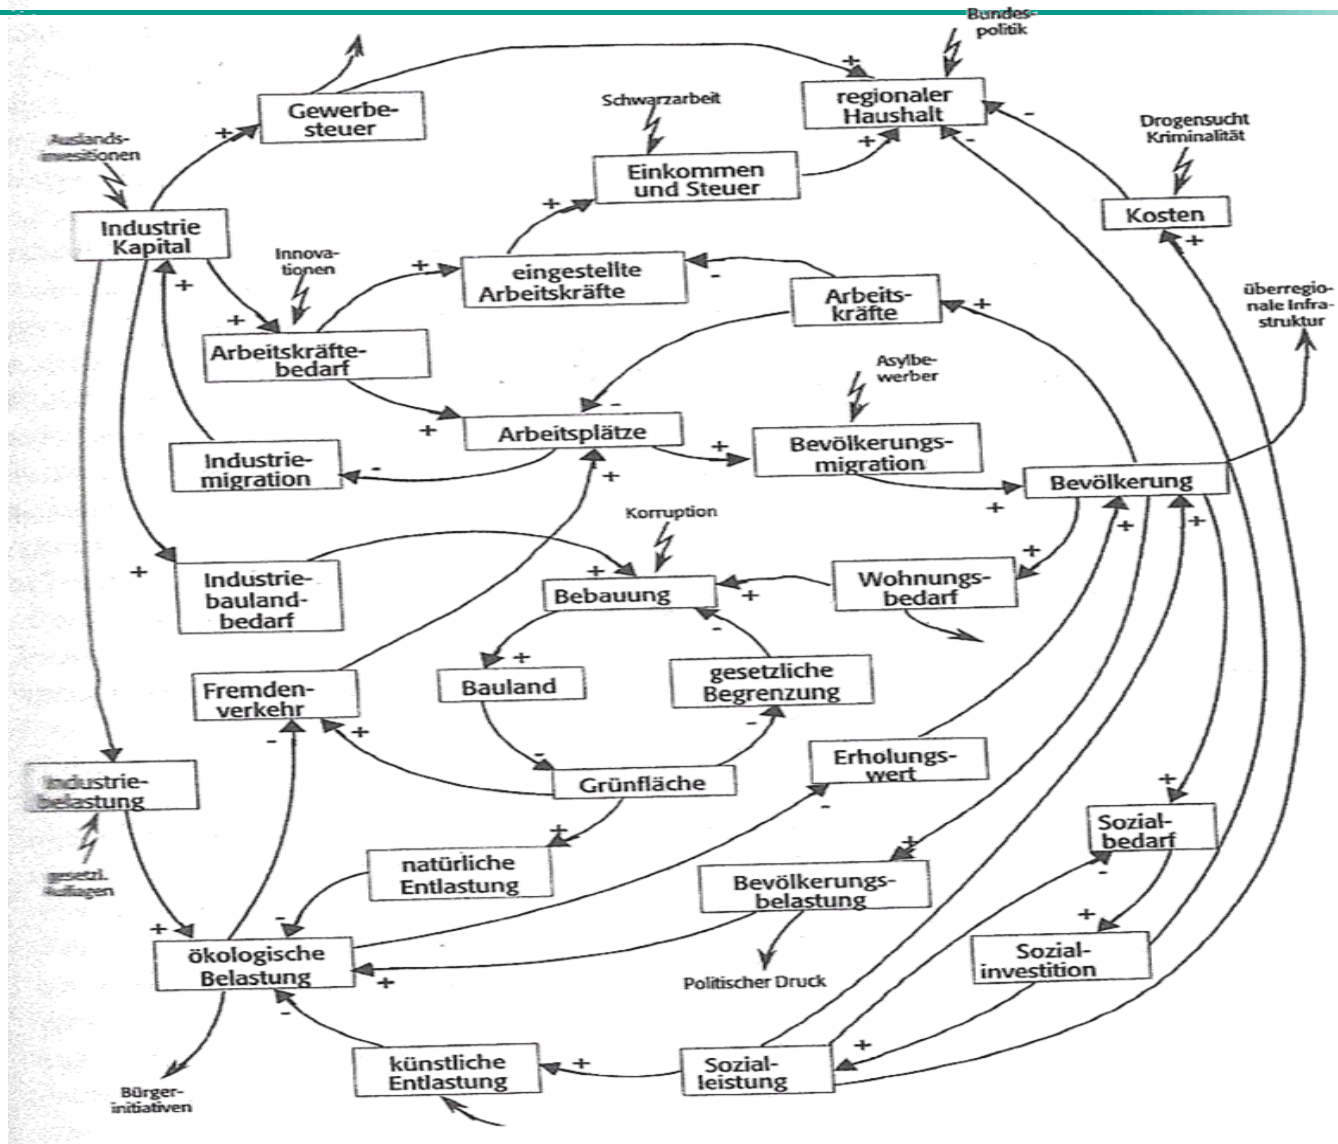 Bundes-
politik
Gewerbe-
steuer
+
regionaler
Haushalt
Schwarzarbeit
Drogensucht
Kriminalität
Auslands-
invesitionen
+
+
-
-
Einkommen
und Steuer
+
Industrie
Kapital
Kosten
+
Innova-
tionen
+
+
eingestellte
Arbeitskräfte
-
Arbeits-
kräfte
+
überregio-
nale Infra-
struktur
+
Arbeitskräfte-
bedarf
Asylbe-
werber
-
+
Arbeitsplätze
+
Bevölkerungs-
migration
Industrie-
migration
-
+
+
Bevölkerung
Korruption
+
+
+
Industrie-
bauland-
bedarf
+
Bebauung
+
Wohnungs-
bedarf
+
-
+
Bauland
gesetzliche
Begrenzung
Fremden-
verkehr
-
+
-
-
Grünfläche
Erholungs-
wert
-
Industrie-
belastung
+
Sozial-
bedarf
-
+
natürliche
Entlastung
+
Bevölkerungs-
belastung
gesetzl.
Auflagen
-
+
ökologische
Belastung
+
+
Sozial-
investition
Politischer Druck
-
künstliche
Entlastung
+
Sozial-
leistung
+
Bürger-
initiativen